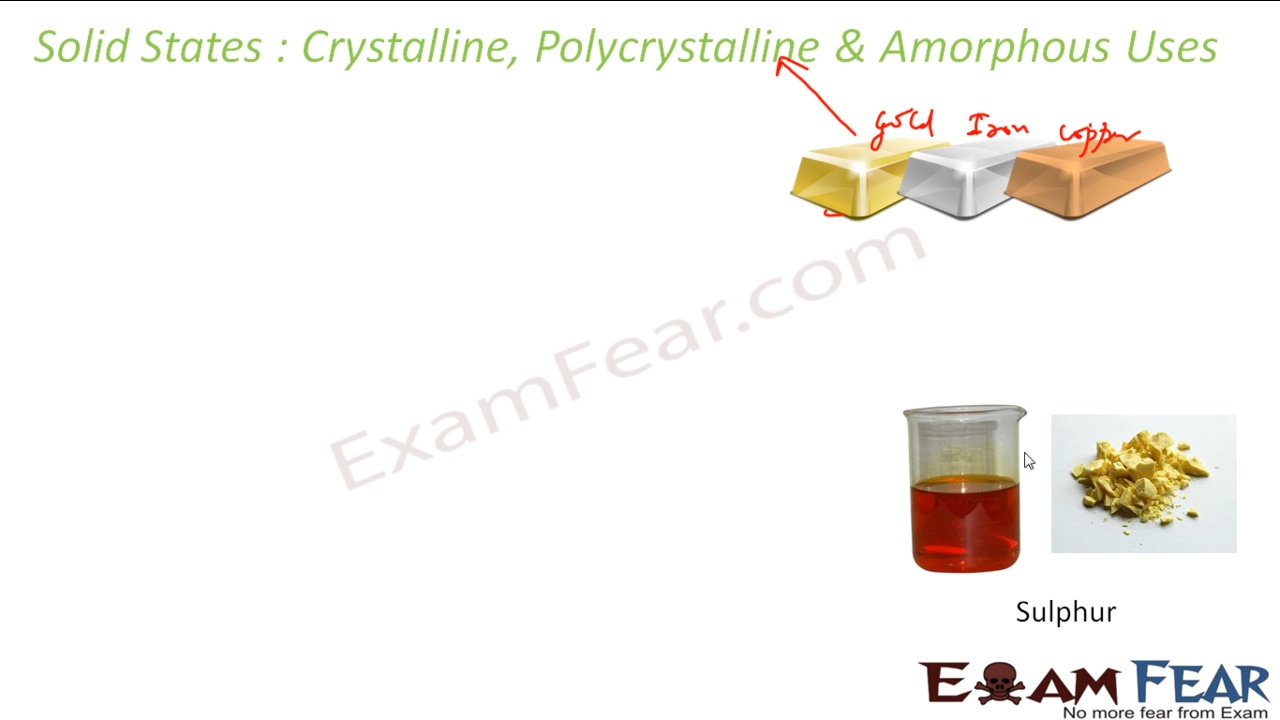 Solid States : Crystalline, Polycrystalline & Amorphous Uses
Gold Iron Copper
ExamFear.com
Sulphur
EXAM FEAR
No more fear from Exam